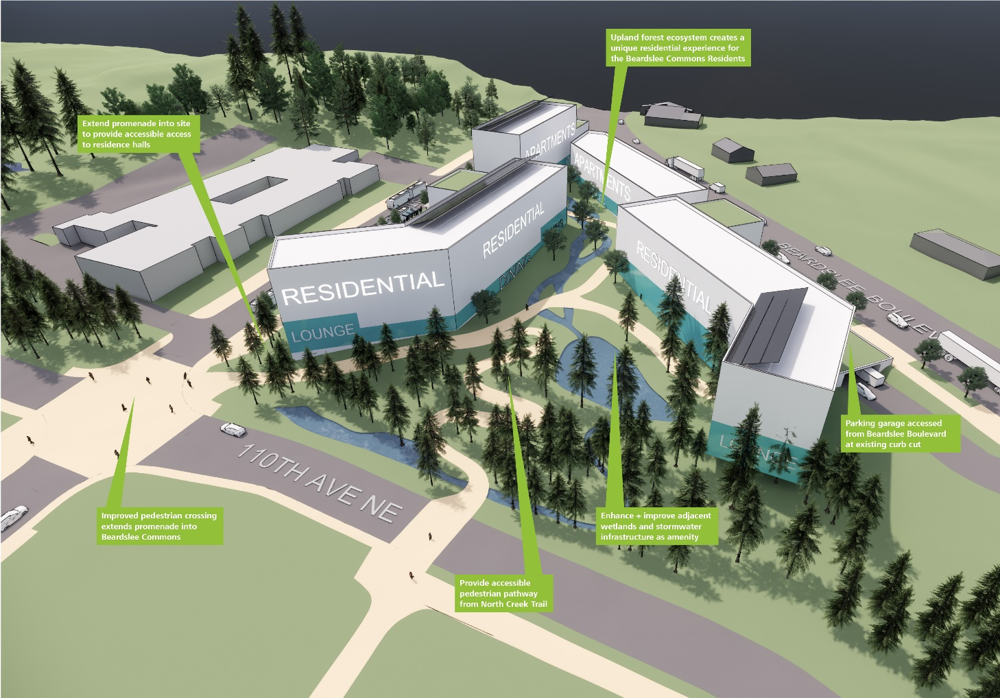 Upland forest ecosystem creates a
unique residential experience for
the Beardslee Commons Residents
Extend promenade into site
to provide accessible access
to residence halls
APARTMENTS
APARTMENTS
RESIDENTIAL
DINING
RESIDENTIAL
LOUNGE
RESIDENTIAL
LOUNGE
BEARDSLEE BOULEV
Parking garage accessed
from Beardslee Boulevard
at existing curb cut
110TH AVE NE
Improved pedestrian crossing
extends promenade into
Beardslee Commons
Enhance + improve adjacent
wetlands and stormwater
infrastructure as amenity
Provide accessible
pedestrian pathway
from North Creek Trail